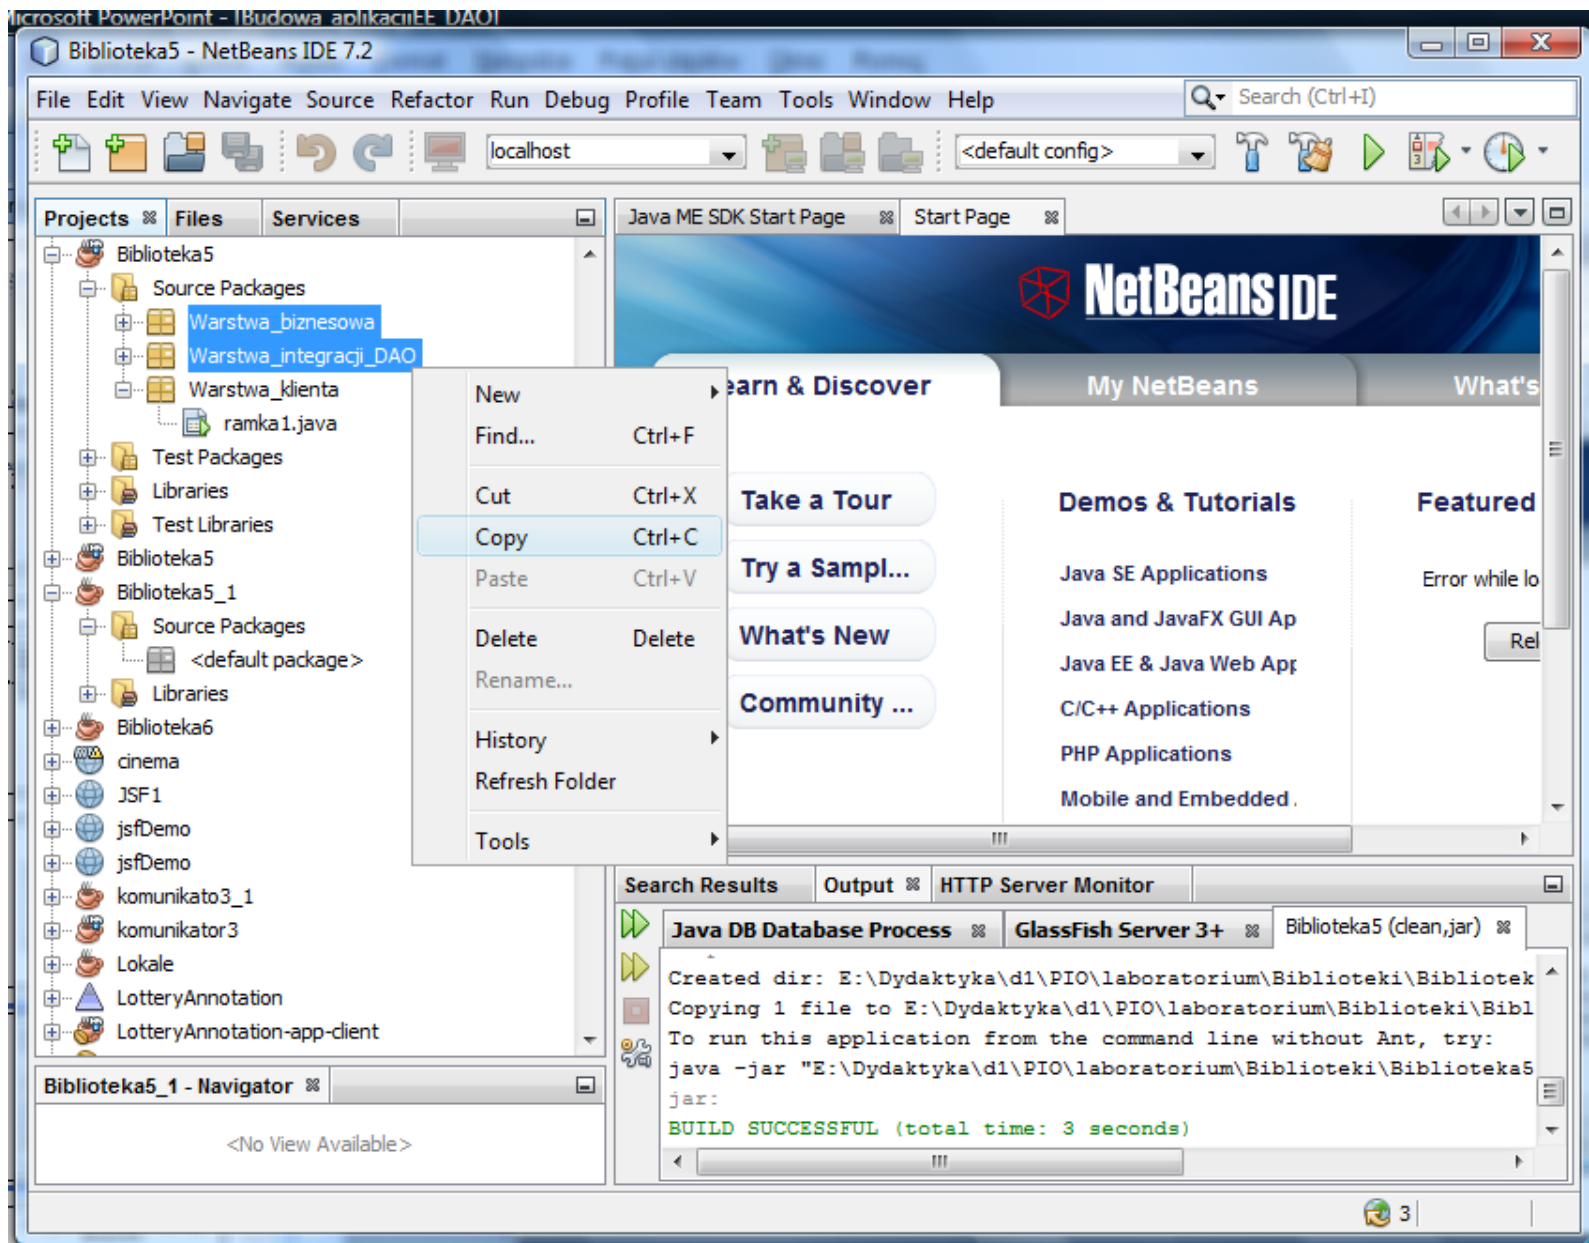 icrosoft PowerPoint - [Budowa_aplikacjiEE_DAO]
Biblioteka5 - NetBeans IDE 7.2
File Edit View Navigate Source Refactor Run Debug Profile Team Tools Window Help
Search (Ctrl+I)
localhost
<default config>
Projects Files Services
Biblioteka5
Source Packages
Warstwa_biznesowa
Warstwa_integracji_DAO
Warstwa_klienta
ramka1.java
Test Packages
Libraries
Test Libraries
Biblioteka5
Biblioteka5_1
Source Packages
<default package>
Libraries
Biblioteka6
cinema
JSF1
jsfDemo
jsfDemo
komunikato3_1
komunikator3
Lokale
LotteryAnnotation
LotteryAnnotation-app-client
Biblioteka5_1 - Navigator
<No View Available>
New
Find... Ctrl+F
Cut Ctrl+X
Copy Ctrl+C
Paste Ctrl+V
Delete Delete
Rename...
History
Refresh Folder
Tools
Java ME SDK Start Page Start Page
NetBeans IDE
earn & Discover My NetBeans What's
Take a Tour
Try a Sampl...
What's New
Community ...
Demos & Tutorials
Java SE Applications
Java and JavaFX GUI Ap
Java EE & Java Web App
C/C++ Applications
PHP Applications
Mobile and Embedded
Featured
Error while lo
Rel
Search Results Output HTTP Server Monitor
Java DB Database Process GlassFish Server 3+ Biblioteka5 (clean,jar)
Created dir: E:\Dydaktyka\d1\PIO\laboratorium\Biblioteki\Bibliotek
Copying 1 file to E:\Dydaktyka\d1\PIO\laboratorium\Biblioteki\Bibl
To run this application from the command line without Ant, try:
java -jar "E:\Dydaktyka\d1\PIO\laboratorium\Biblioteki\Biblioteka5
jar:
BUILD SUCCESSFUL (total time: 3 seconds)
3